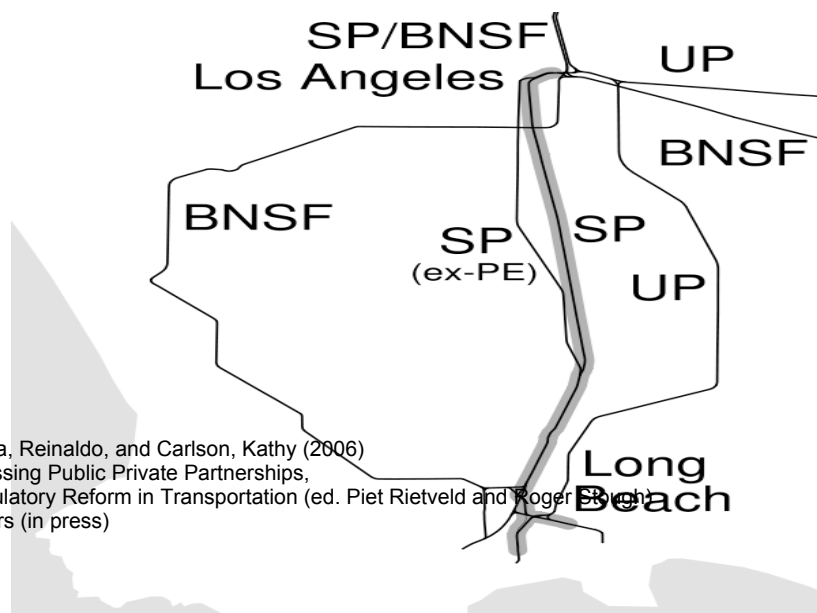 SP/BNSF
Los Angeles
UP
BNSF
BNSF
SP
(ex-PE)
SP
UP
a, Reinaldo, and Carlson, Kathy (2006)
ssing Public Private Partnerships,
ulatory Reform in Transportation (ed. Piet Rietveld and Roger Stough)
rs (in press)
Long
Beach